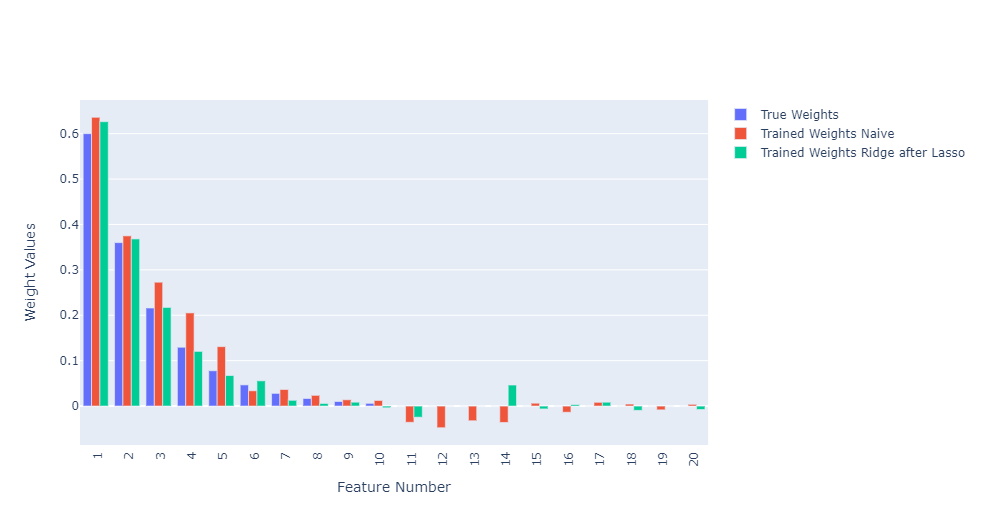 True Weights
Trained Weights Naive
Trained Weights Ridge after Lasso
0.6
0.5
0.4
0.3
0.2
0.1
0
Weight Values
1 2 3 4 5 6 7 8 9 10 11 12 13 14 15 16 17 18 19 20
Feature Number